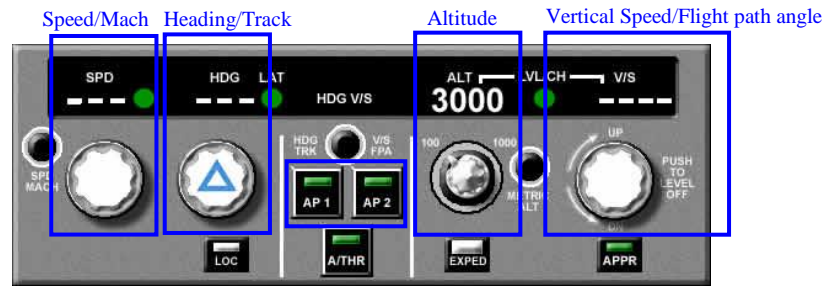 Speed/Mach Heading/Track Altitude Vertical Speed/Flight path angle
SPD HDG LAT ALT LVL/CH V/S
--- --- HDG V/S 3000 ----
HDG V/S 100 1000 UP
TRK FPA
SPD
MACH
PUSH
TO
LEVEL
OFF
METRIC
ALT
AP 1 AP 2
DN
LOC A/THR EXPED APPR